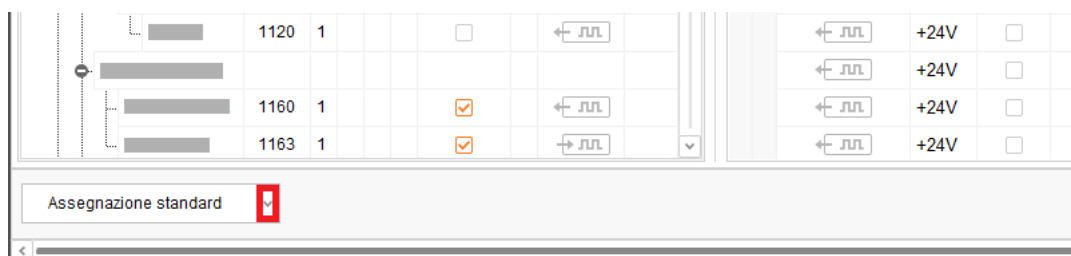 1120 1 +24V
+24V
1160 1 +24V
1163 1 +24V
Assegnazione standard